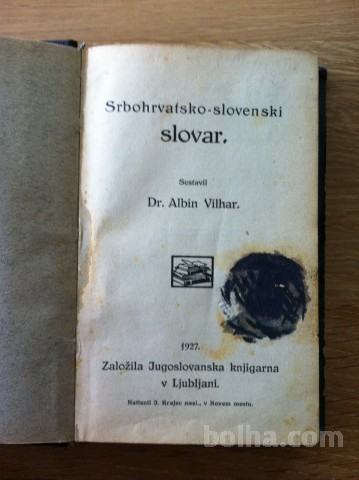 Srbohrvatsko-slovenski
slovar.
Sestavil
Dr. Albin Vilhar.
1927.
Založila Jugoslovanska knjigarna
v Ljubljani.
Natisnil J. Krajec nasl., v Novem mestu.
bolha.com